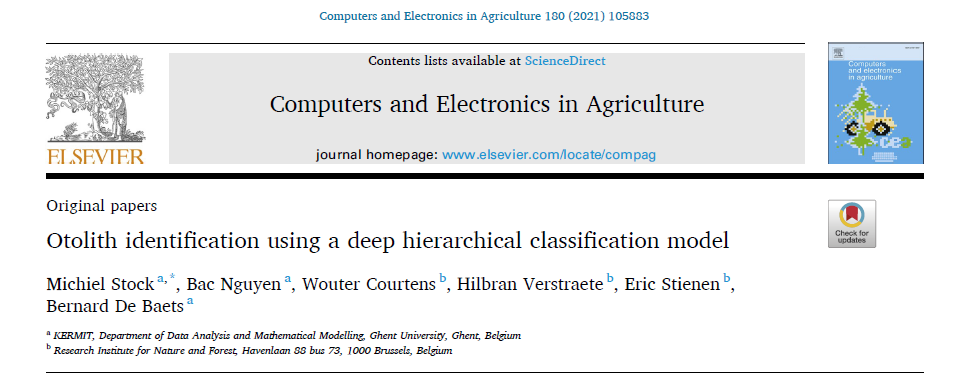 Computers and Electronics in Agriculture 180 (2021) 105883
Contents lists available at ScienceDirect
Computers and Electronics in Agriculture
journal homepage: www.elsevier.com/locate/compag
ELSEVIER
Computers
and electronics
in agriculture
Original papers
Check for
updates
Otolith identification using a deep hierarchical classification model
Michiel Stock a,*, Bac Nguyen a, Wouter Courtens b, Hilbran Verstraete b, Eric Stienen b,
Bernard De Baets a
a KERMIT, Department of Data Analysis and Mathematical Modelling, Ghent University, Ghent, Belgium
b Research Institute for Nature and Forest, Havenlaan 88 bus 73, 1000 Brussels, Belgium